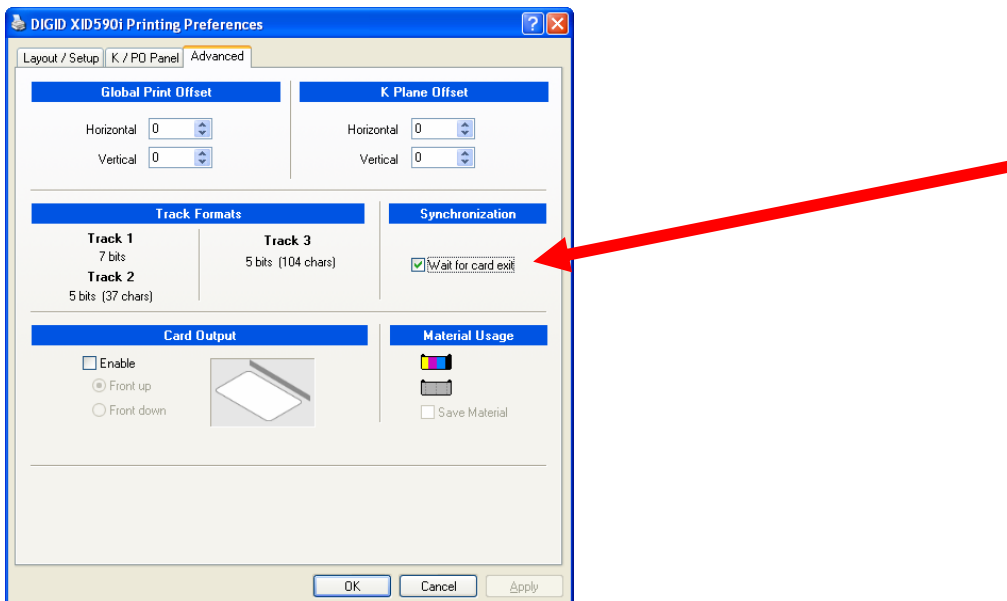 DIGID XID590i Printing Preferences
Layout / Setup K / PO Panel Advanced
Global Print Offset
Horizontal 0
Vertical 0
K Plane Offset
Horizontal 0
Vertical 0
Track Formats
Track 1
7 bits
Track 2
5 bits (37 chars)
Track 3
5 bits (104 chars)
Synchronization
Wait for card exit
Card Output
Enable
Front up
Front down
Material Usage
Save Material
OK Cancel Apply